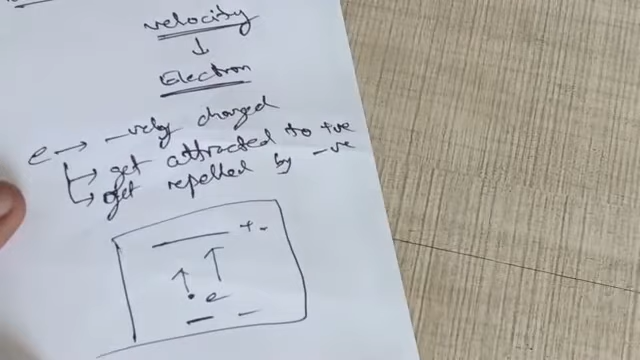 velocity
↓
Electron
e → -vely charged
→ get attracted to +ve
→ get repelled by -ve
+
e
-